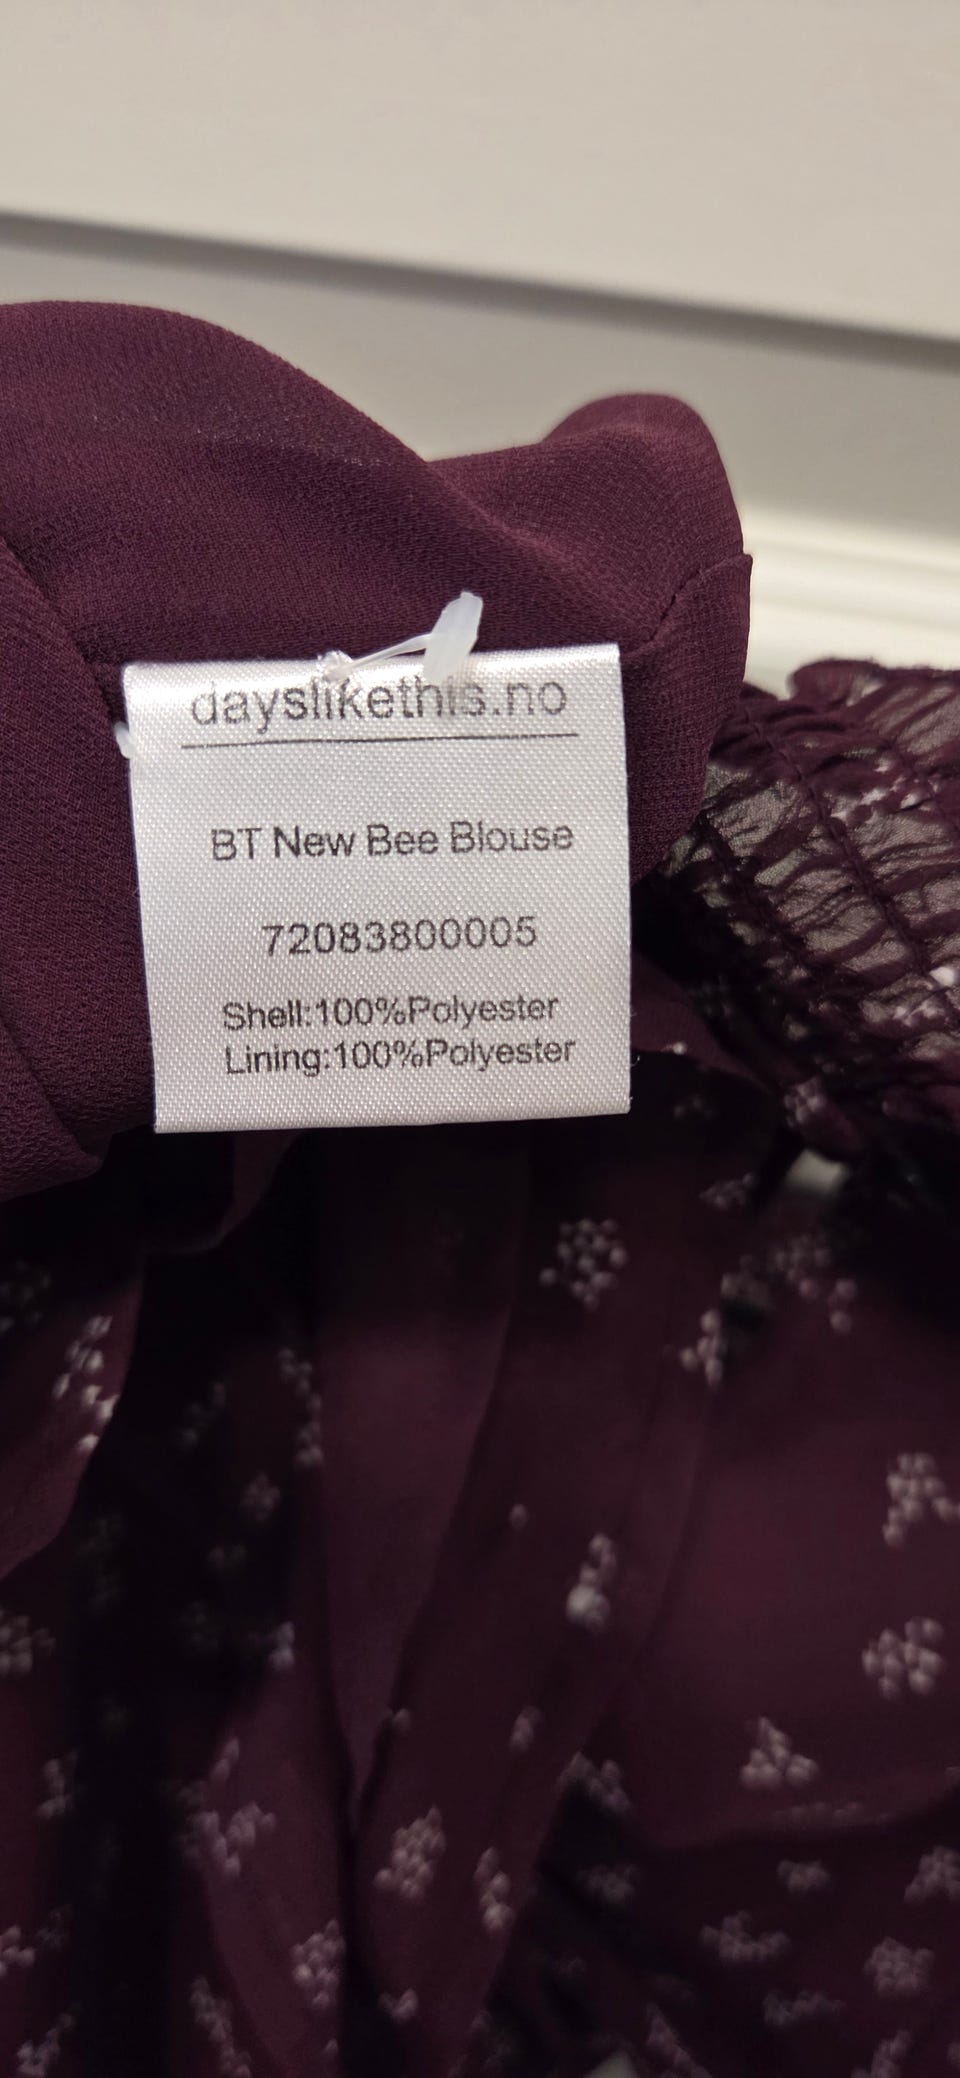 dayslikethis.no
BT New Bee Blouse
72083800005
Shell:100%Polyester
Lining:100%Polyester